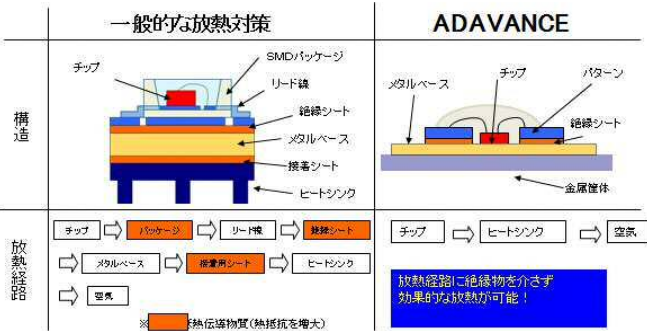 一般的な放熱対策
ADAVANCE
構造
チップ
SMDパッケージ
リード線
絶縁シート
メタルベース
接着シート
ヒートシンク
メタルベース
チップ
パターン
絶縁シート
金属筐体
放熱経路
チップ
パッケージ
リード線
絶縁シート
メタルベース
接着用シート
ヒートシンク
空気
※
熱伝導物質(熱抵抗を増大)
チップ
ヒートシンク
空気
放熱経路に絶縁物を介さず
効果的な放熱が可能!